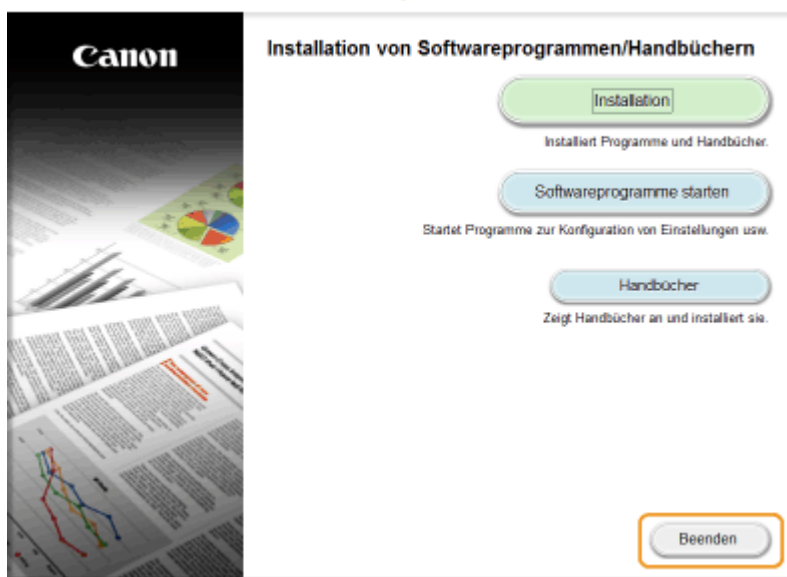 Canon
Installation von Softwareprogrammen/Handbüchern
Installation
Installiert Programme und Handbücher.
Softwareprogramme starten
Startet Programme zur Konfiguration von Einstellungen usw.
Handbücher
Zeigt Handbücher an und installiert sie.
Beenden